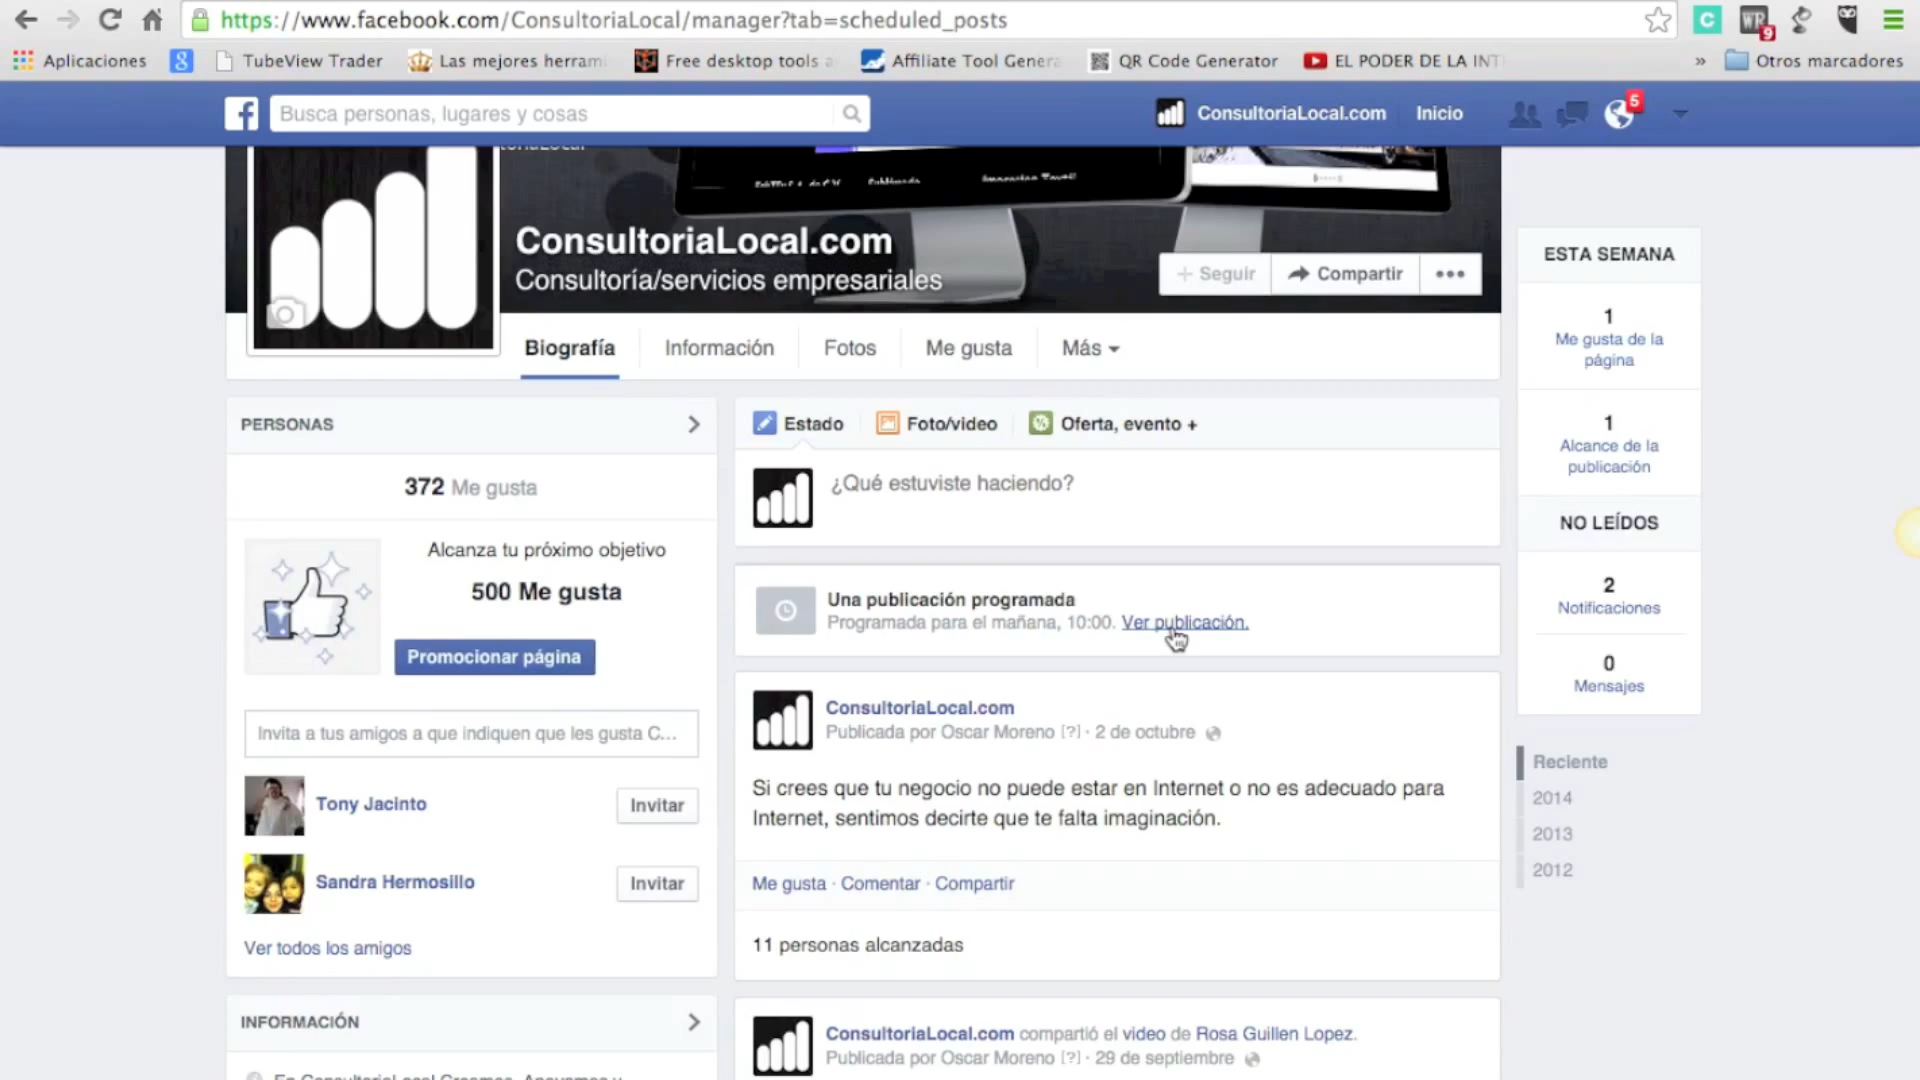 https://www.facebook.com/ConsultoriaLocal/manager?tab=scheduled_posts
C
WR
9
Aplicaciones
8
TubeView Trader
Las mejores herrami
Free desktop tools a
Affiliate Tool Genera
QR Code Generator
EL PODER DE LA INT
»
Otros marcadores
Busca personas, lugares y cosas
ConsultoriaLocal.com
Inicio
5
ConsultoriaLocal.com
Consultoría/servicios empresariales
+ Seguir
Compartir
Biografía
Información
Fotos
Me gusta
Más
PERSONAS
372 Me gusta
Alcanza tu próximo objetivo
500 Me gusta
Promocionar página
Invita a tus amigos a que indiquen que les gusta C...
Tony Jacinto
Invitar
Sandra Hermosillo
Invitar
Ver todos los amigos
INFORMACIÓN
Estado
Foto/video
Oferta, evento +
¿Qué estuviste haciendo?
Una publicación programada
Programada para el mañana, 10:00. Ver publicación.
ConsultoriaLocal.com
Publicada por Oscar Moreno [?] · 2 de octubre
Si crees que tu negocio no puede estar en Internet o no es adecuado para
Internet, sentimos decirte que te falta imaginación.
Me gusta · Comentar · Compartir
11 personas alcanzadas
ConsultoriaLocal.com compartió el video de Rosa Guillen Lopez.
Publicada por Oscar Moreno [?] · 29 de septiembre
ESTA SEMANA
1
Me gusta de la
página
1
Alcance de la
publicación
NO LEÍDOS
2
Notificaciones
0
Mensajes
Reciente
2014
2013
2012